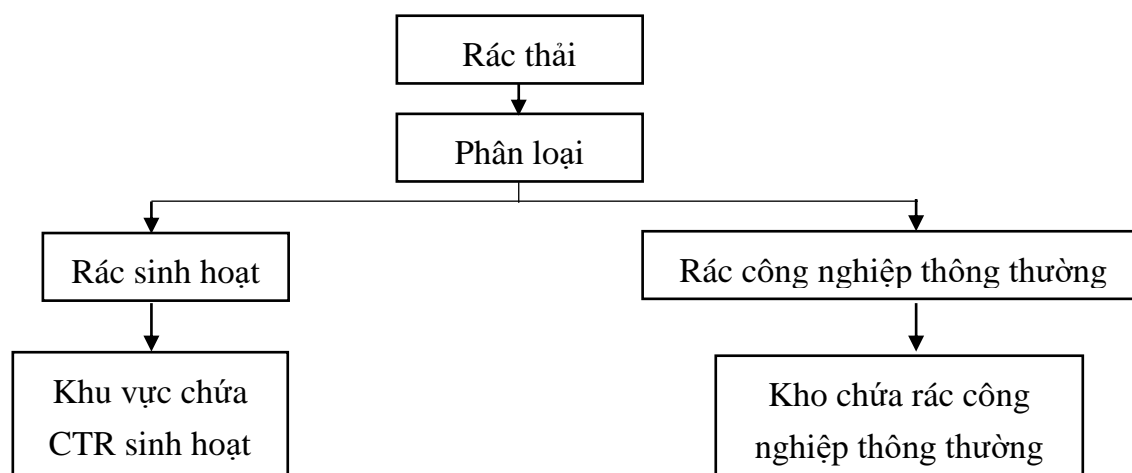 Rác thải
Phân loại
Rác sinh hoạt
Rác công nghiệp thông thường
Khu vực chứa
CTR sinh hoạt
Kho chứa rác công
nghiệp thông thường